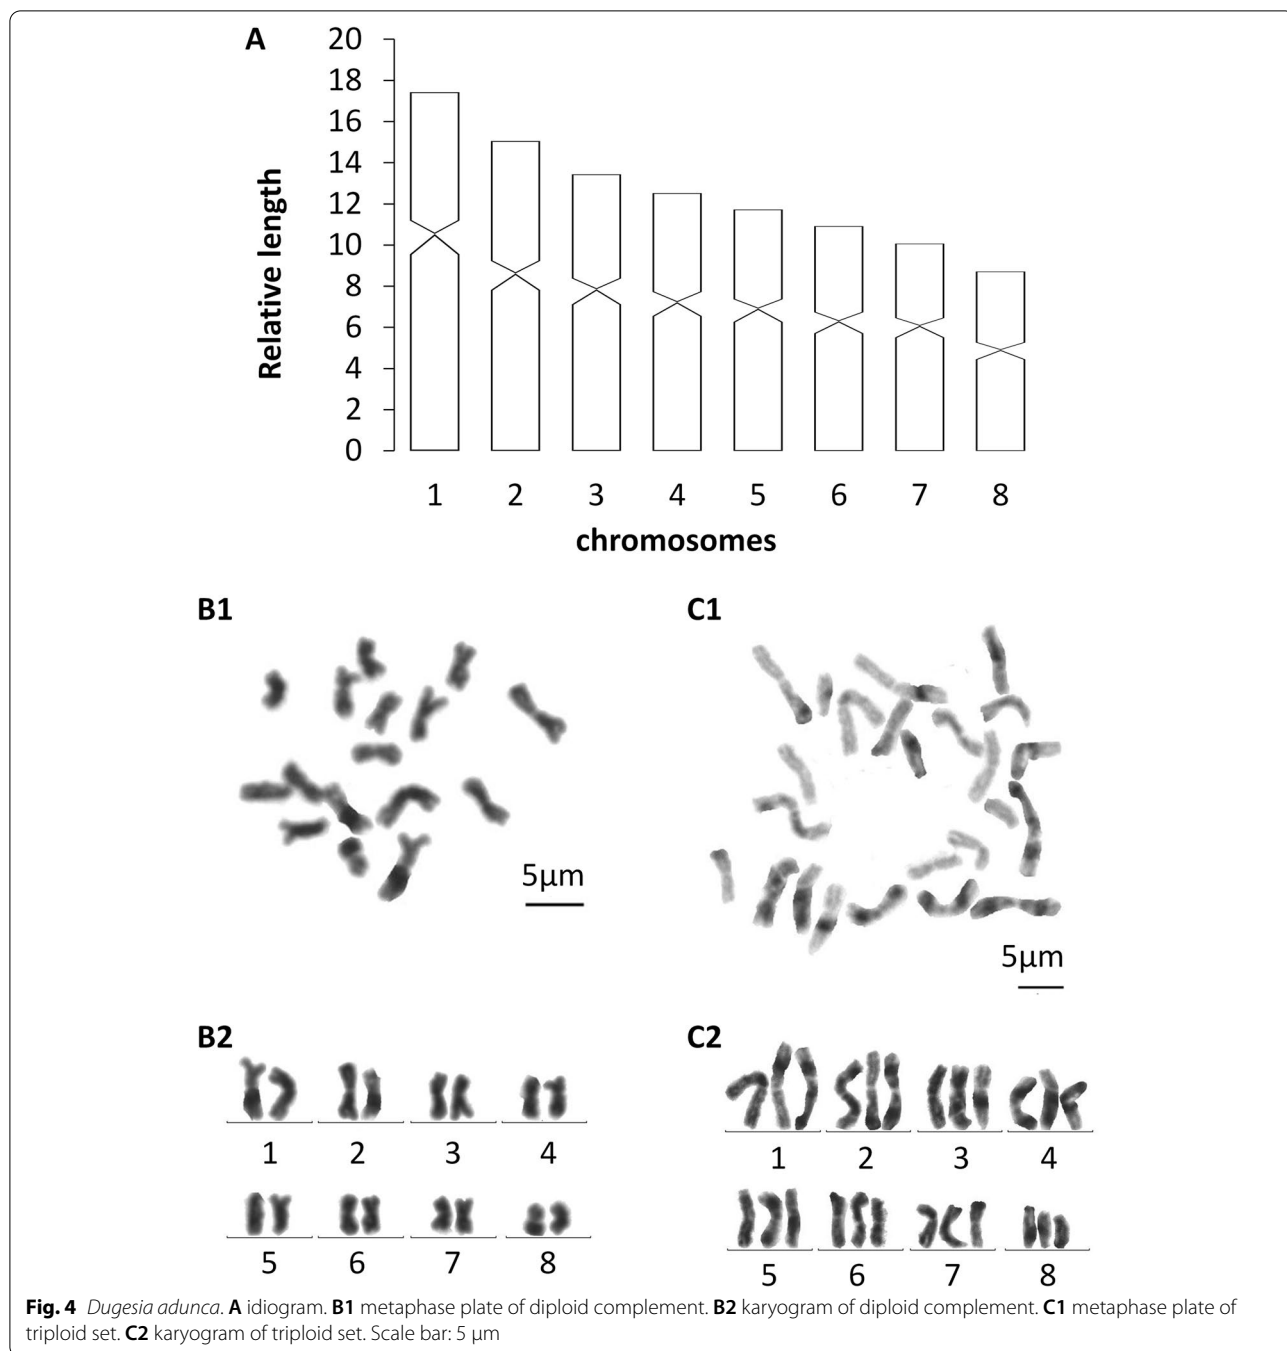 A
20
18
16
14
12
10
8
6
4
2
0
Relative length
1 2 3 4 5 6 7 8
chromosomes
B1
5µm
C1
5µm
B2
1 2 3 4
5 6 7 8
C2
1 2 3 4
5 6 7 8
Fig. 4 Dugesia adunca. A idiogram. B1 metaphase plate of diploid complement. B2 karyogram of diploid complement. C1 metaphase plate of
triploid set. C2 karyogram of triploid set. Scale bar: 5 µm